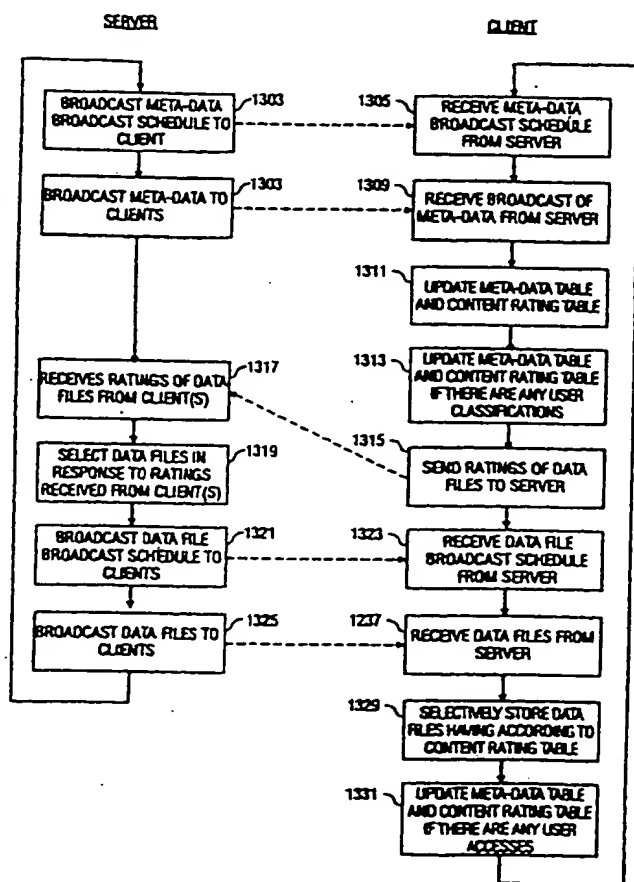 SERVER
CLIENT
BROADCAST META-DATA
BROADCAST SCHEDULE TO
CLIENT
1303
1305
RECEIVE META-DATA
BROADCAST SCHEDULE
FROM SERVER
BROADCAST META-DATA TO
CLIENTS
1303
1309
RECEIVE BROADCAST OF
META-DATA FROM SERVER
1311
UPDATE META-DATA TABLE
AND CONTENT RATING TABLE
RECEIVES RATINGS OF DATA
FILES FROM CLIENT(S)
1317
1313
UPDATE META-DATA TABLE
AND CONTENT RATING TABLE
IF THERE ARE ANY USER
CLASSIFICATIONS
SELECT DATA FILES IN
RESPONSE TO RATINGS
RECEIVED FROM CLIENT(S)
1319
1315
SEND RATINGS OF DATA
FILES TO SERVER
BROADCAST DATA FILE
BROADCAST SCHEDULE TO
CLIENTS
1321
1323
RECEIVE DATA FILE
BROADCAST SCHEDULE
FROM SERVER
BROADCAST DATA FILES TO
CLIENTS
1325
1237
RECEIVE DATA FILES FROM
SERVER
1329
SELECTIVELY STORE DATA
FILES HAVING ACCORDING TO
CONTENT RATING TABLE
1331
UPDATE META-DATA TABLE
AND CONTENT RATING TABLE
IF THERE ARE ANY USER
ACCESSES